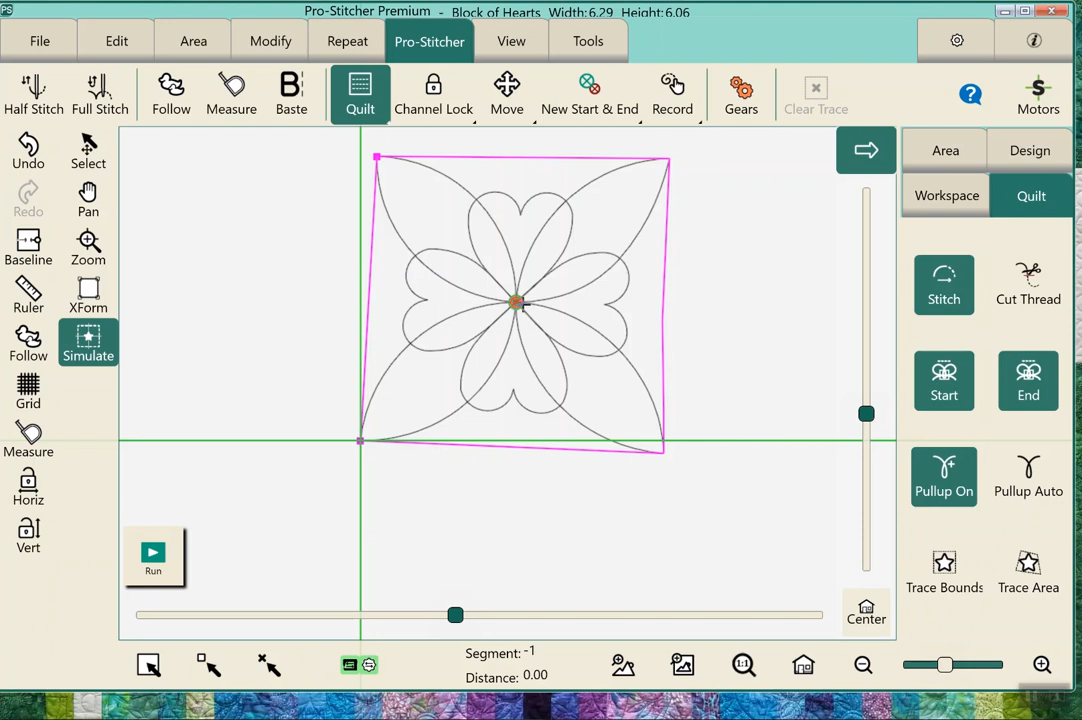 PS Pro-Stitcher Premium - Block of Hearts Width:6.29 Height:6.06
File Edit Area Modify Repeat Pro-Stitcher View Tools
Half Stitch Full Stitch Follow Measure B Baste Quilt Channel Lock Move New Start & End Record Gears Clear Trace ? S Motors
Undo Select
Redo Pan
Baseline Zoom
Ruler XForm
Follow Simulate
Grid
Measure
Horiz
Vert
Run
Center
Area Design
Workspace Quilt
Stitch Cut Thread
Start End
Pullup On Pullup Auto
Trace Bounds Trace Area
Segment: -1
Distance: 0.00
1:1